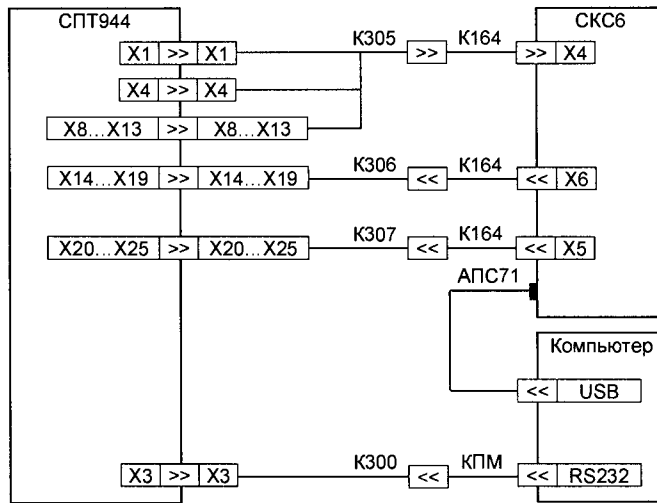 СПТ944 СКС6
X1 >> X1 К305 >> К164 >> X4
X4 >> X4
X8...X13 >> X8...X13
X14...X19 >> X14...X19 К306 << К164 << X6
X20...X25 >> X20...X25 К307 << К164 << X5
АПС71
Компьютер
<< USB
X3 >> X3 К300 << КПМ << RS232